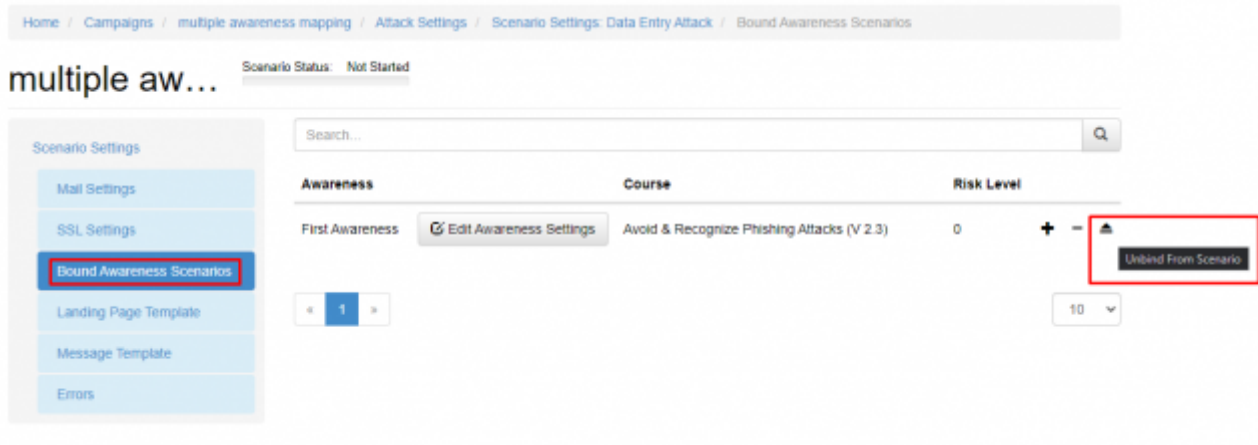 Home / Campaigns / multiple awareness mapping / Attack Settings / Scenario Settings: Data Entry Attack / Bound Awareness Scenarios
multiple aw...
Scenario Status: Not Started
Scenario Settings
Mail Settings
SSL Settings
Bound Awareness Scenarios
Landing Page Template
Message Template
Errors
Search...
Awareness Course Risk Level
First Awareness Edit Awareness Settings Avoid & Recognize Phishing Attacks (V 2.3) 0
Unbind From Scenario
« 1 »
10